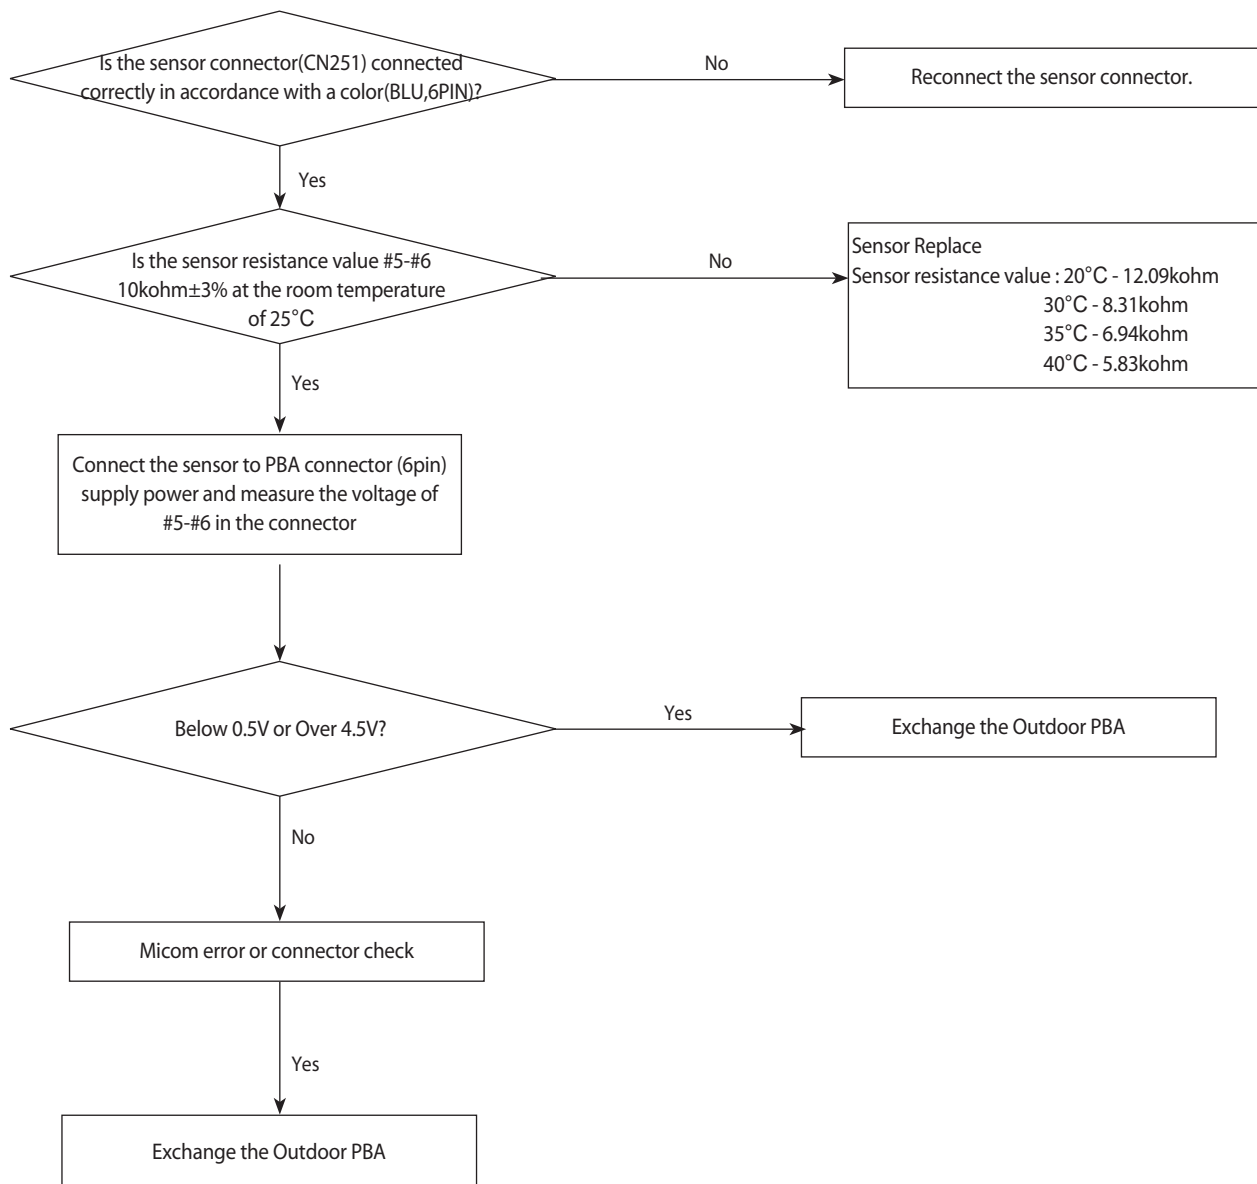 Is the sensor connector(CN251) connected
correctly in accordance with a color(BLU,6PIN)?
No
Reconnect the sensor connector.
Yes
Is the sensor resistance value #5-#6
10kohm±3% at the room temperature
of 25°C
No
Sensor Replace
Sensor resistance value : 20°C - 12.09kohm
30°C - 8.31kohm
35°C - 6.94kohm
40°C - 5.83kohm
Yes
Connect the sensor to PBA connector (6pin)
supply power and measure the voltage of
#5-#6 in the connector
Below 0.5V or Over 4.5V?
Yes
Exchange the Outdoor PBA
No
Micom error or connector check
Yes
Exchange the Outdoor PBA